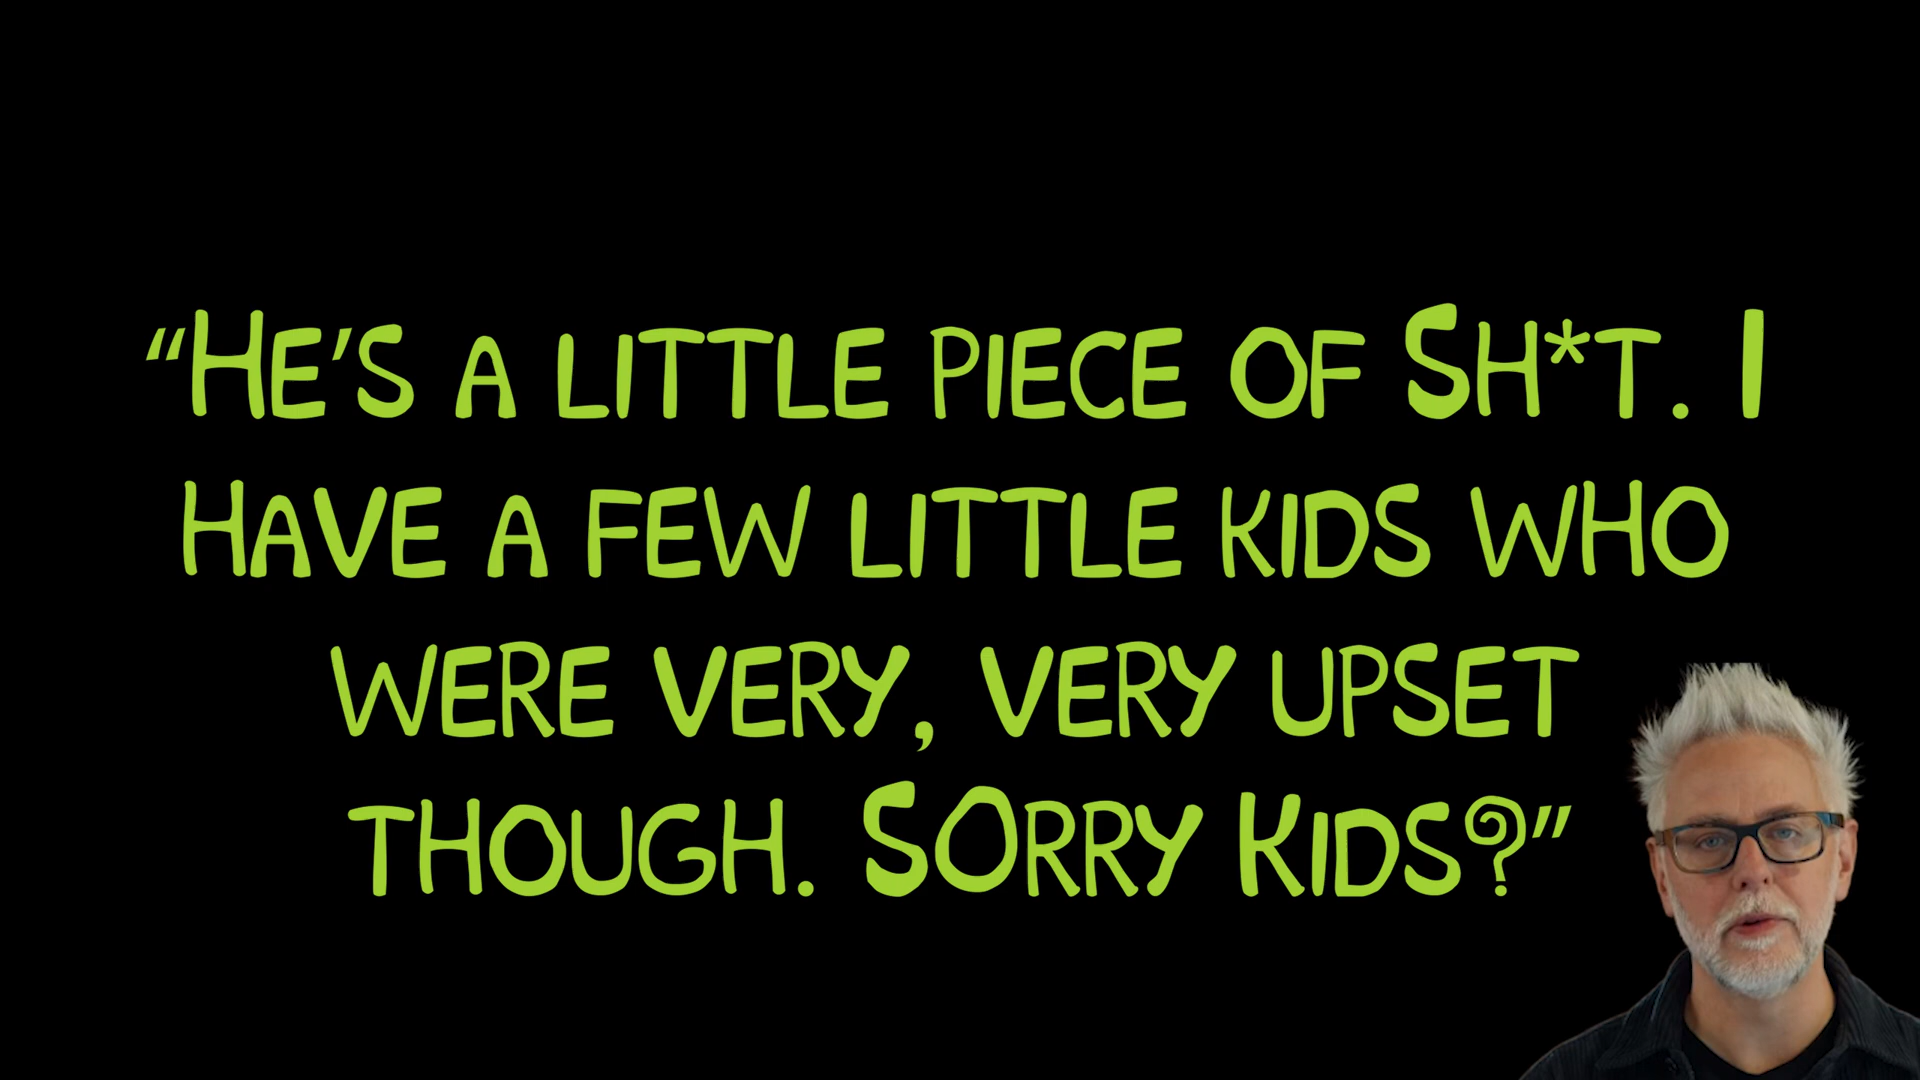 “He’s a little piece of Sh*t. I
Have a few little kids who
were very, very upset
though. Sorry Kids?”